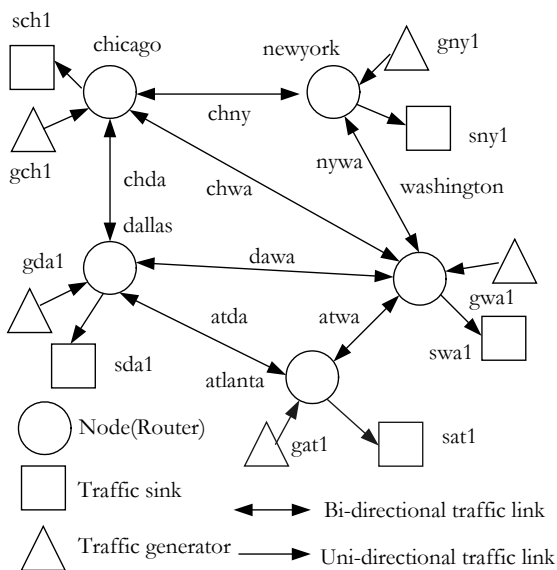 sch1
chicago
newyork
gny1
chny
sny1
gch1
nywa
chda
chwa
washington
dallas
gda1
dawa
gwa1
atda
atwa
swa1
sda1
atlanta
gat1
sat1
Node(Router)
Traffic sink
Bi-directional traffic link
Traffic generator
Uni-directional traffic link